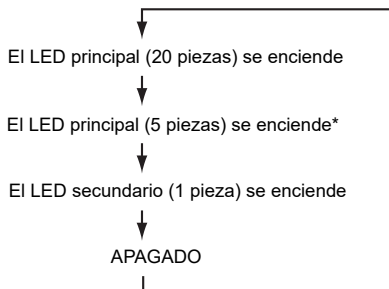 El LED principal (20 piezas) se enciende
El LED principal (5 piezas) se enciende*
El LED secundario (1 pieza) se enciende
APAGADO